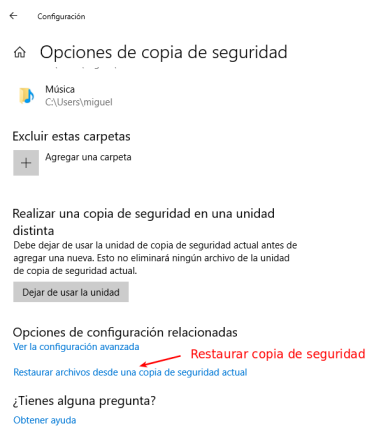 ← Configuración
Opciones de copia de seguridad
Música
C:\Users\miguel
Excluir estas carpetas
Agregar una carpeta
Realizar una copia de seguridad en una unidad
distinta
Debe dejar de usar la unidad de copia de seguridad actual antes de
agregar una nueva. Esto no eliminará ningún archivo de la unidad
de copia de seguridad actual.
Dejar de usar la unidad
Opciones de configuración relacionadas
Ver la configuración avanzada
Restaurar copia de seguridad
Restaurar archivos desde una copia de seguridad actual
¿Tienes alguna pregunta?
Obtener ayuda